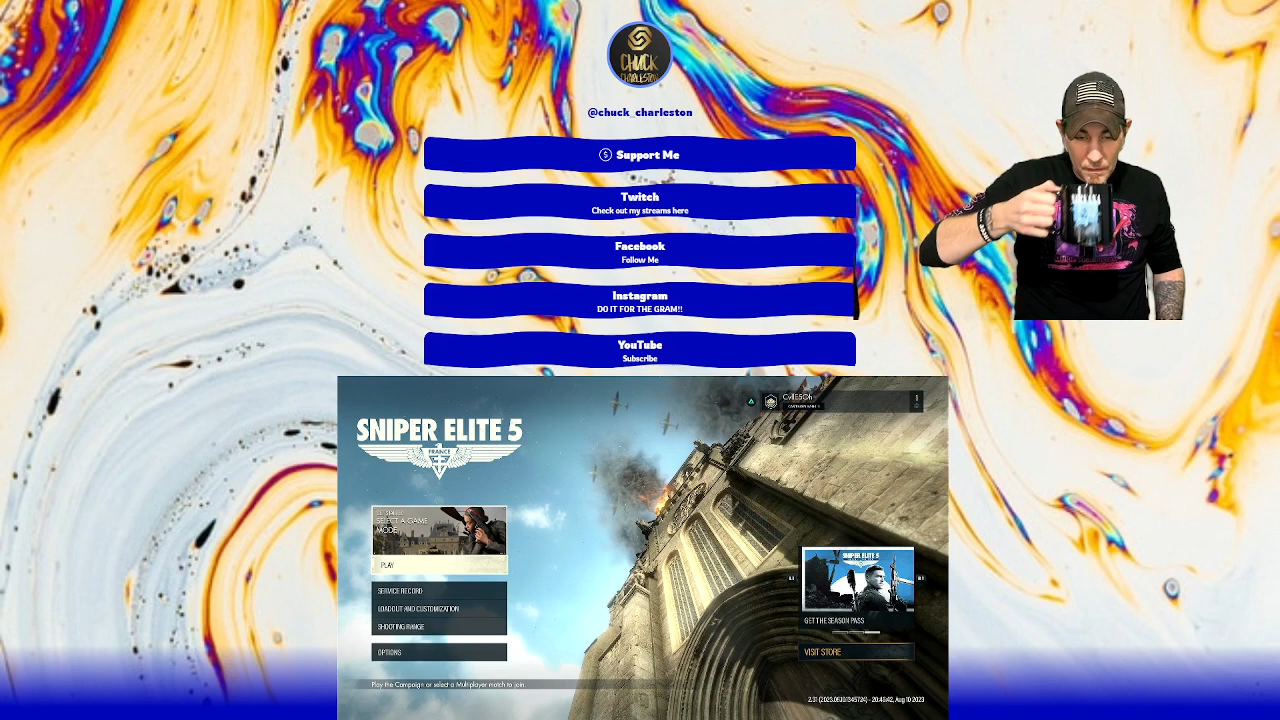 CHUCK
CHARLESTON
@chuck_charleston
Support Me
Twitch
Check out my streams here
Facebook
Follow Me
Instagram
DO IT FOR THE GRAM!!
YouTube
Subscribe
SNIPER ELITE 5
FRANCE
SELECT A GAME
MODE
PLAY
SERVICE RECORD
LOADOUT AND CUSTOMIZATION
SHOOTING RANGE
OPTIONS
Play the Campaign or select a Multiplayer match to join.
1
SNIPER ELITE 5
GET THE SEASON PASS
VISIT STORE